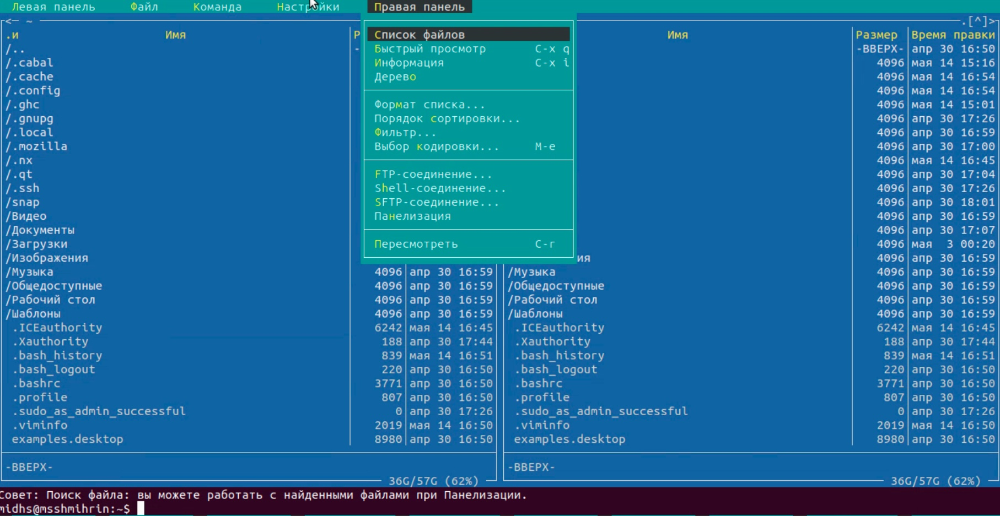 Левая панель Файл Команда Настройки Правая панель
<─ ~ .[^]>
.и Имя Р Имя Размер Время правки
Список файлов
Быстрый просмотр C-x q
Информация C-x i
Дерево
Формат списка...
Порядок сортировки...
Фильтр...
Выбор кодировки... M-e
FTP-соединение...
Shell-соединение...
SFTP-соединение...
Панелизация
Пересмотреть C-r
/.. - -ВВЕРХ- апр 30 16:50
/.cabal 4096 мая 14 15:16
/.cache 4096 мая 14 16:54
/.config 4096 мая 14 16:54
/.ghc 4096 мая 14 15:01
/.gnupg 4096 апр 30 17:26
/.local 4096 апр 30 16:59
/.mozilla 4096 апр 30 17:00
/.nx 4096 мая 14 16:45
/.qt 4096 апр 30 17:04
/.ssh 4096 апр 30 17:26
/snap 4096 апр 30 18:01
/Видео 4096 апр 30 16:59
/Документы 4096 апр 30 17:07
/Загрузки 4096 мая 3 00:20
/Изображения ия 4096 апр 30 16:59
/Музыка 4096 апр 30 16:59 /Музыка 4096 апр 30 16:59
/Общедоступные 4096 апр 30 16:59 /Общедоступные 4096 апр 30 16:59
/Рабочий стол 4096 апр 30 16:59 /Рабочий стол 4096 апр 30 16:59
/Шаблоны 4096 апр 30 16:59 /Шаблоны 4096 апр 30 16:59
.ICEauthority 6242 мая 14 16:45 .ICEauthority 6242 мая 14 16:45
.Xauthority 188 апр 30 17:44 .Xauthority 188 апр 30 17:44
.bash_history 839 мая 14 16:51 .bash_history 839 мая 14 16:51
.bash_logout 220 апр 30 16:50 .bash_logout 220 апр 30 16:50
.bashrc 3771 апр 30 16:50 .bashrc 3771 апр 30 16:50
.profile 807 апр 30 16:50 .profile 807 апр 30 16:50
.sudo_as_admin_successful 0 апр 30 17:26 .sudo_as_admin_successful 0 апр 30 17:26
.viminfo 2019 мая 14 16:50 .viminfo 2019 мая 14 16:50
examples.desktop 8980 апр 30 16:50 examples.desktop 8980 апр 30 16:50
-ВВЕРХ- -ВВЕРХ-
36G/57G (62%) 36G/57G (62%)
Совет: Поиск файла: вы можете работать с найденными файлами при Панелизации.
midhs@msshmihrin:~$